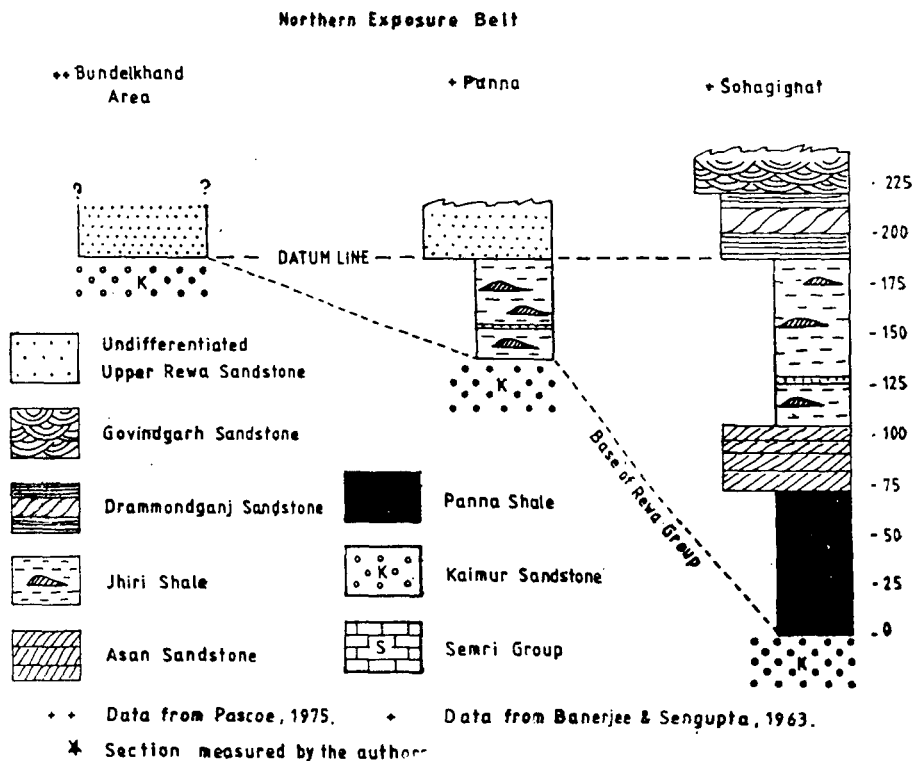 Northern Exposure Belt
++ Bundelkhand
Area
+ Panna
+ Sohagighat
?
?
- 225
- 200
- 175
- 150
- 125
- 100
- 75
- 50
- 25
- 0
DATUM LINE
K
K
K
Base of Rewa Group
Undifferentiated
Upper Rewa Sandstone
Govindgarh Sandstone
Drammondganj Sandstone
Jhiri Shale
Asan Sandstone
Panna Shale
K
Kaimur Sandstone
S
Semri Group
+ + Data from Pascoe, 1975.
+ Data from Banerjee & Sengupta, 1963.
* Section measured by the authors